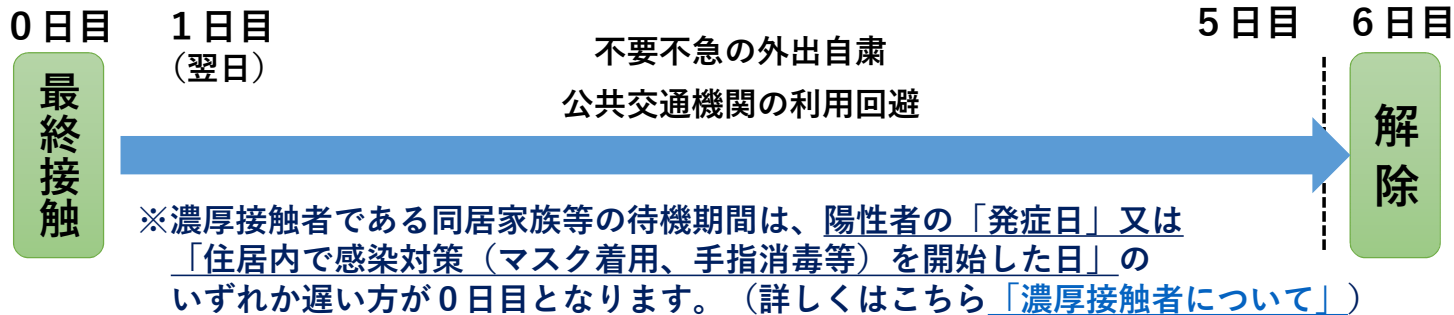 ０日目
１日目
（翌日）
不要不急の外出自粛
公共交通機関の利用回避
５日目
６日目
最終接触
解除
※濃厚接触者である同居家族等の待機期間は、陽性者の「発症日」又は
「住居内で感染対策（マスク着用、手指消毒等）を開始した日」の
いずれか遅い方が０日目となります。（詳しくはこちら「濃厚接触者について」）